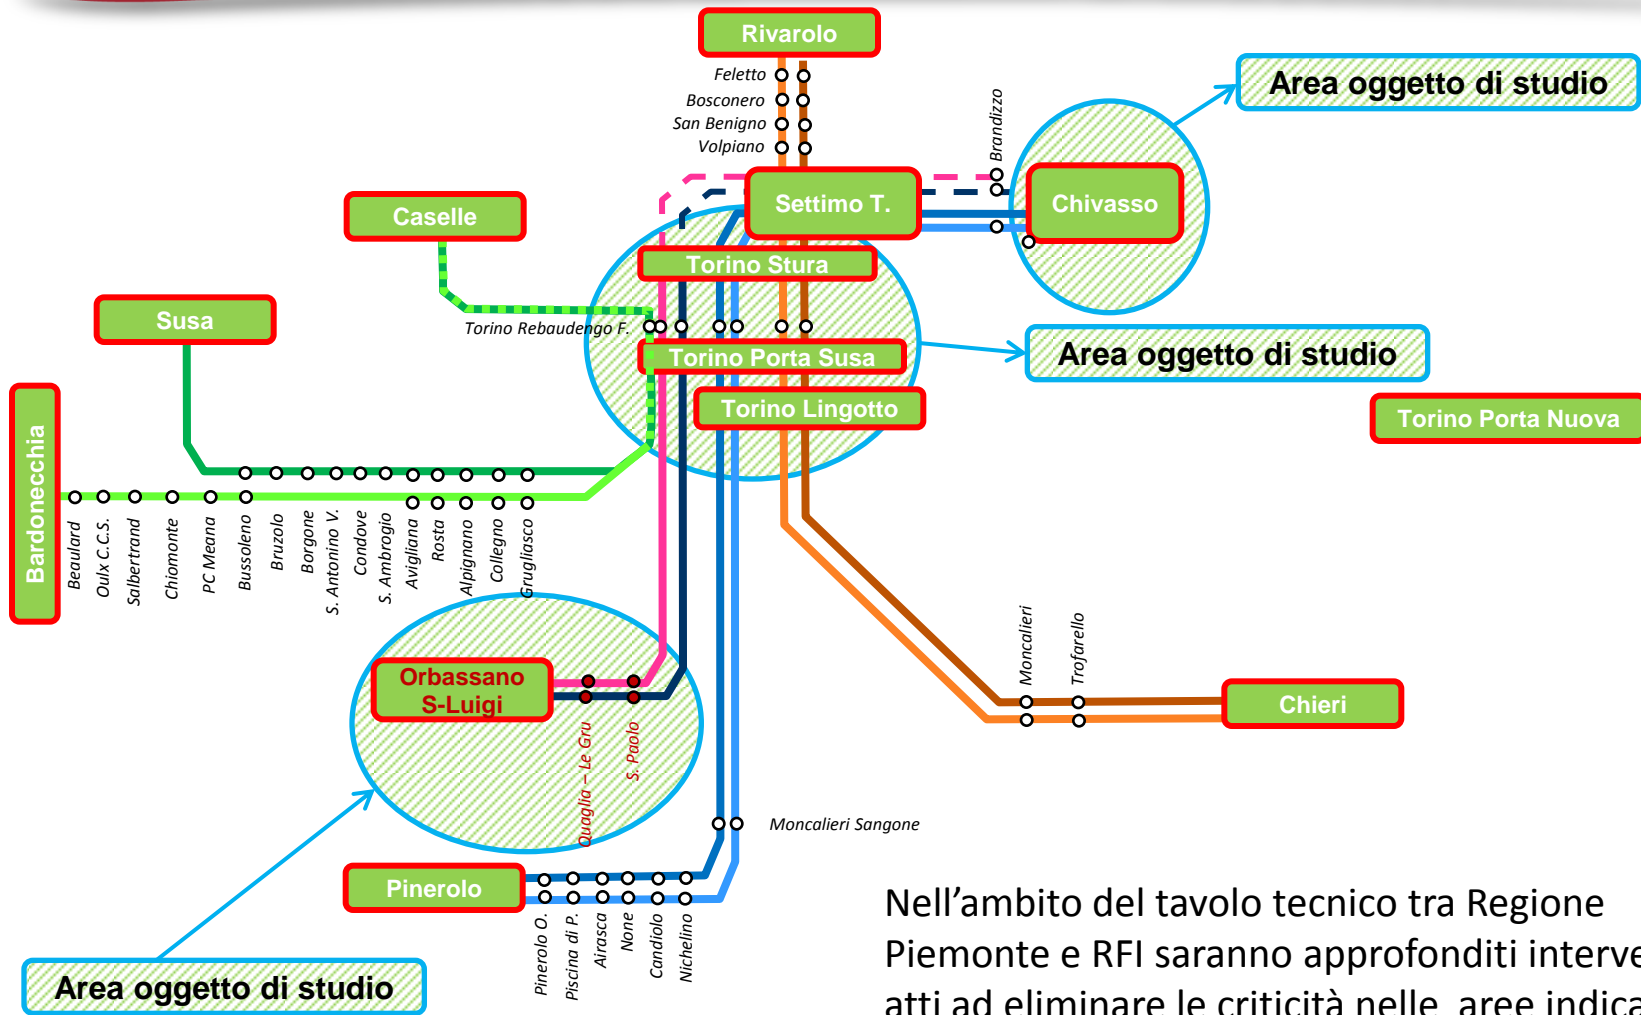 Rivarolo
Feletto
Bosconero
San Benigno
Volpiano
Brandizzo
Area oggetto di studio
Settimo T.
Chivasso
Caselle
Torino Stura
Susa
Torino Rebaudengo F.
Torino Porta Susa
Area oggetto di studio
Torino Lingotto
Torino Porta Nuova
Bardonecchia
Beaulard
Oulx C.C.S.
Salbertrand
Chiomonte
PC Meana
Bussoleno
Bruzolo
Borgone
S. Antonino V.
Condove
S. Ambrogio
Avigliana
Rosta
Alpignano
Collegno
Grugliasco
Orbassano
S-Luigi
Quaglia – Le Gru
S. Paolo
Moncalieri
Trofarello
Chieri
Moncalieri Sangone
Pinerolo
Pinerolo O.
Piscina di P.
Airasca
None
Candiolo
Nichelino
Area oggetto di studio
Nell’ambito del tavolo tecnico tra Regione
Piemonte e RFI saranno approfonditi interve
atti ad eliminare le criticità nelle aree indica